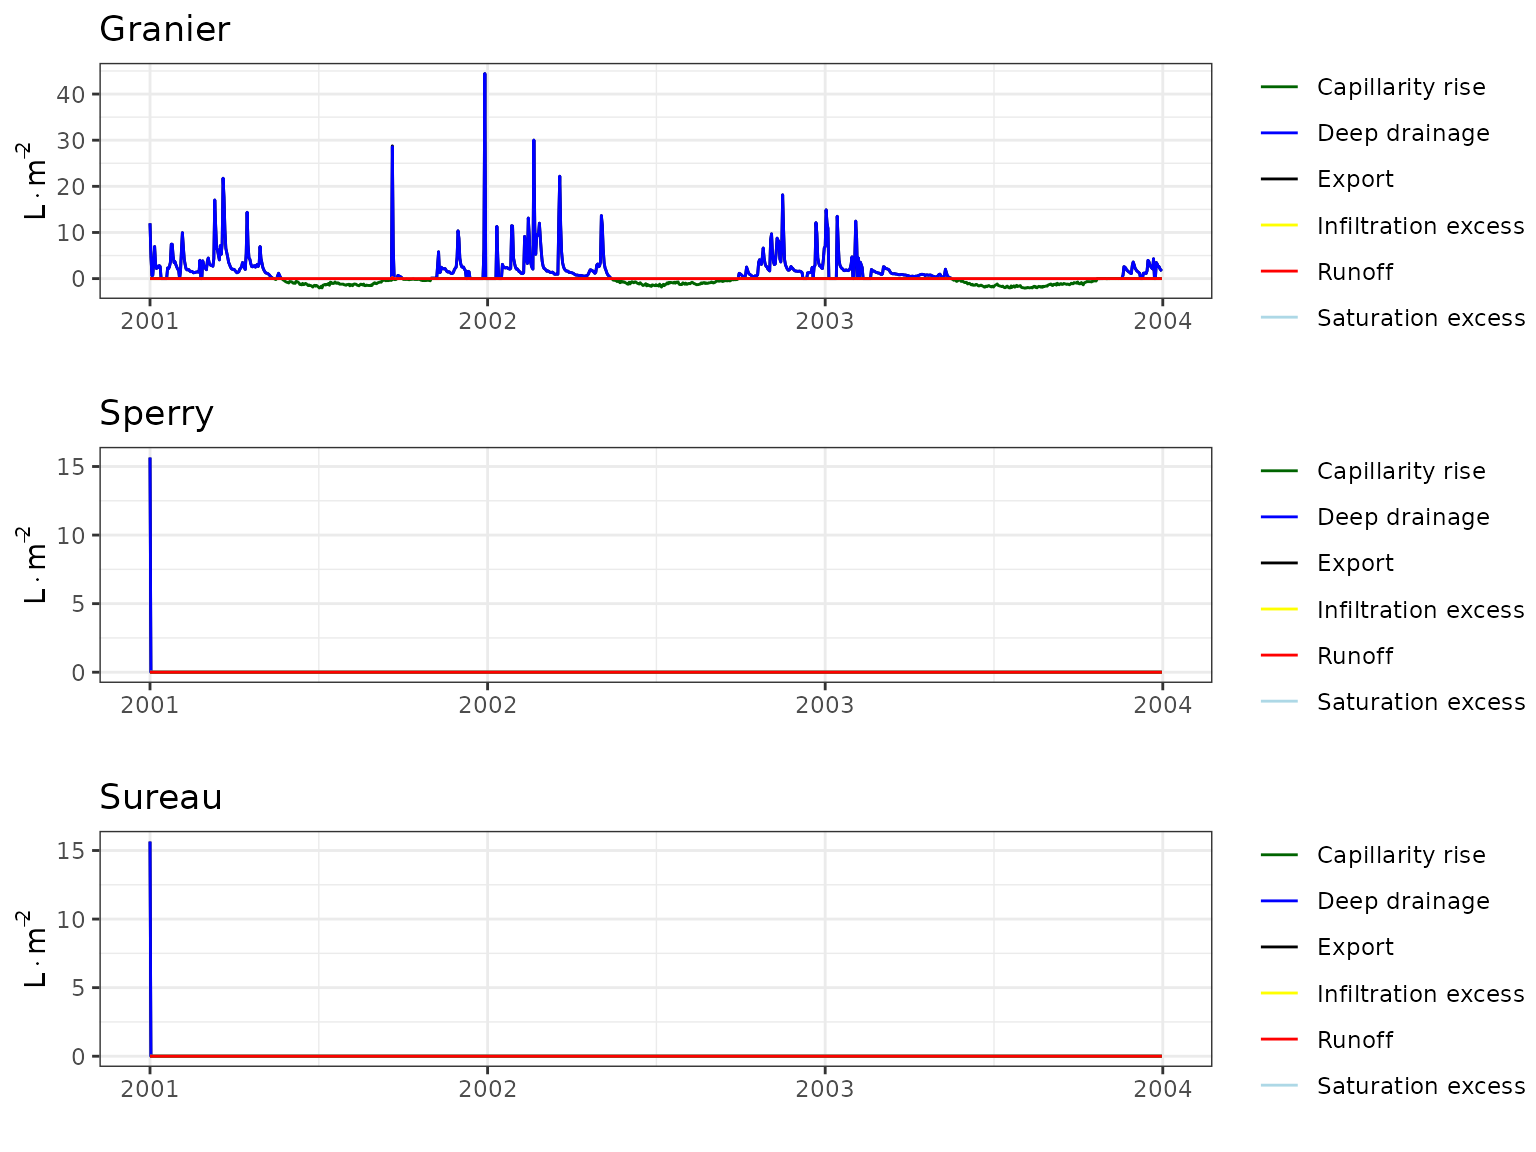 Granier
L·m⁻²
40
30
20
10
0
2001 2002 2003 2004
Capillarity rise
Deep drainage
Export
Infiltration excess
Runoff
Saturation excess
Sperry
L·m⁻²
15
10
5
0
2001 2002 2003 2004
Capillarity rise
Deep drainage
Export
Infiltration excess
Runoff
Saturation excess
Sureau
L·m⁻²
15
10
5
0
2001 2002 2003 2004
Capillarity rise
Deep drainage
Export
Infiltration excess
Runoff
Saturation excess